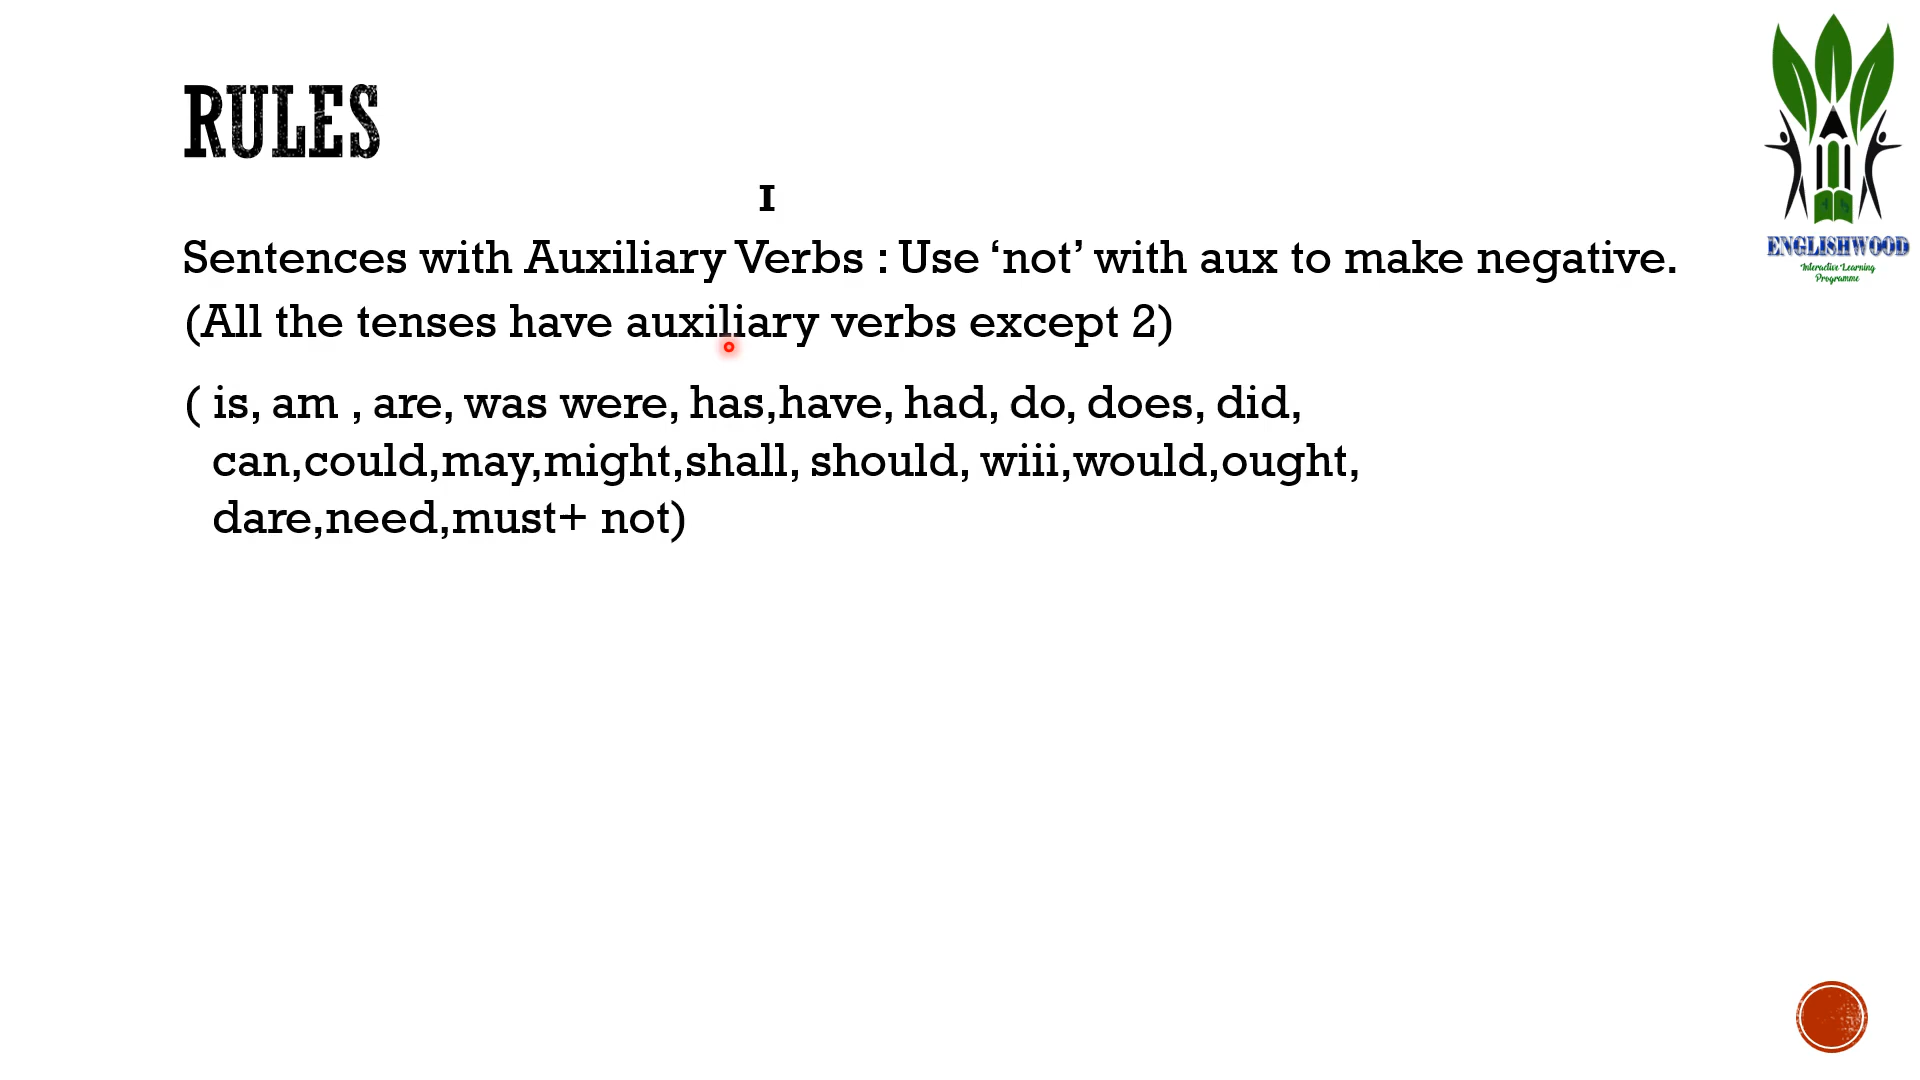 RULES
I
Sentences with Auxiliary Verbs : Use ‘not’ with aux to make negative.
(All the tenses have auxiliary verbs except 2)
( is, am , are, was were, has,have, had, do, does, did,
can,could,may,might,shall, should, wiii,would,ought,
dare,need,must+ not)
ENGLISHWOOD
Interactive Learning
Programme